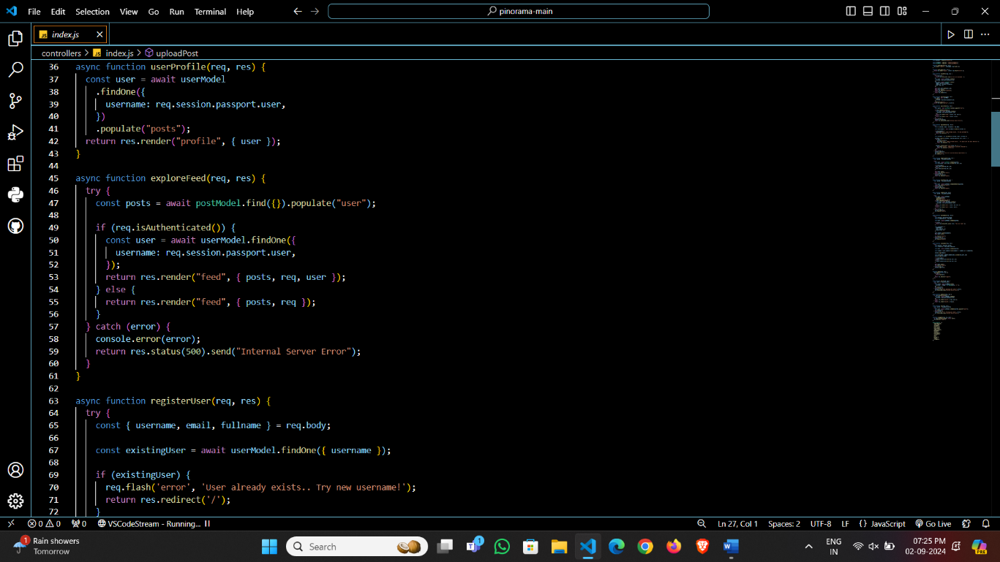 File Edit Selection View Go Run Terminal Help
pinorama-main
JS index.js
controllers > JS index.js > uploadPost
36 async function userProfile(req, res) {
37 const user = await userModel
38 .findOne({
39 username: req.session.passport.user,
40 })
41 .populate("posts");
42 return res.render("profile", { user });
43 }
44
45 async function exploreFeed(req, res) {
46 try {
47 const posts = await postModel.find({}).populate("user");
48
49 if (req.isAuthenticated()) {
50 const user = await userModel.findOne({
51 username: req.session.passport.user,
52 });
53 return res.render("feed", { posts, req, user });
54 } else {
55 return res.render("feed", { posts, req });
56 }
57 } catch (error) {
58 console.error(error);
59 return res.status(500).send("Internal Server Error");
60 }
61 }
62
63 async function registerUser(req, res) {
64 try {
65 const { username, email, fullname } = req.body;
66
67 const existingUser = await userModel.findOne({ username });
68
69 if (existingUser) {
70 req.flash('error', 'User already exists.. Try new username!');
71 return res.redirect('/');
72 }
0 0 0 VSCodeStream - Running... Ln 27, Col 1 Spaces: 2 UTF-8 LF {} JavaScript Go Live
1 Rain showers
Tomorrow
Search
1
ENG
IN
07:25 PM
02-09-2024
PRE